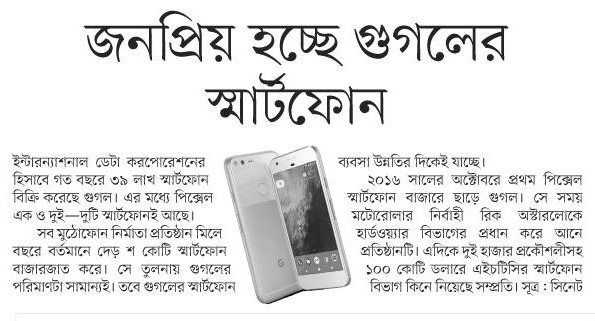 জনপ্রিয় হচ্ছে গুগলের
স্মার্টফোন
ইন্টারন্যাশনাল ডেটা করপোরেশনের
হিসাবে গত বছরে ৩৯ লাখ স্মার্টফোন
বিক্রি করেছে গুগল। এর মধ্যে পিক্সেল
এক ও দুই—দুটি স্মার্টফোনই আছে।
সব মুঠোফোন নির্মাতা প্রতিষ্ঠান মিলে
বছরে বর্তমানে দেড় শ কোটি স্মার্টফোন
বাজারজাত করে। সে তুলনায় গুগলের
পরিমাণটা সামান্যই। তবে গুগলের স্মার্টফোন
ব্যবসা উন্নতির দিকেই যাচ্ছে।
২০১৬ সালের অক্টোবরে প্রথম পিক্সেল
স্মার্টফোন বাজারে ছাড়ে গুগল। সে সময়
মটোরোলার নির্বাহী রিক অস্টারলোকে
হার্ডওয়্যার বিভাগের প্রধান করে আনে
প্রতিষ্ঠানটি। এদিকে দুই হাজার প্রকৌশলীসহ
১০০ কোটি ডলারে এইচটিসির স্মার্টফোন
বিভাগ কিনে নিয়েছে সম্প্রতি। সূত্র : সিনেট